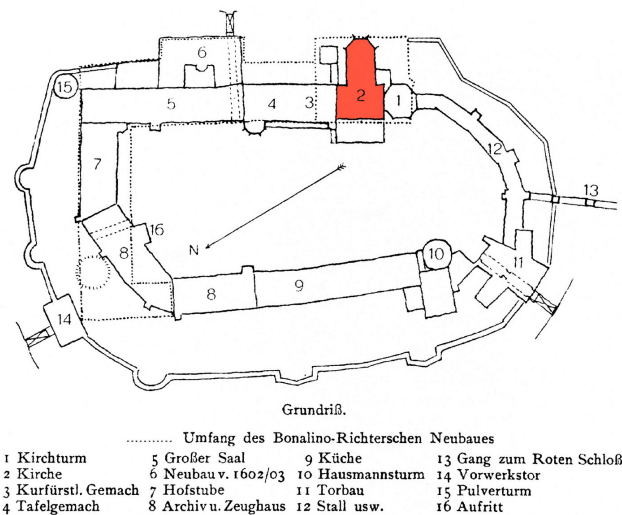 6
15
5
4
3
2
1
12
7
13
N
16
8
10
11
8
9
14
Grundriß.
........... Umfang des Bonalino-Richterschen Neubaues
1 Kirchturm
2 Kirche
3 Kurfürstl. Gemach
4 Tafelgemach
5 Großer Saal
6 Neubau v. 1602/03
7 Hofstube
8 Archiv u. Zeughaus
9 Küche
10 Hausmannsturm
11 Torbau
12 Stall usw.
13 Gang zum Roten Schloß
14 Vorwerkstor
15 Pulverturm
16 Aufritt